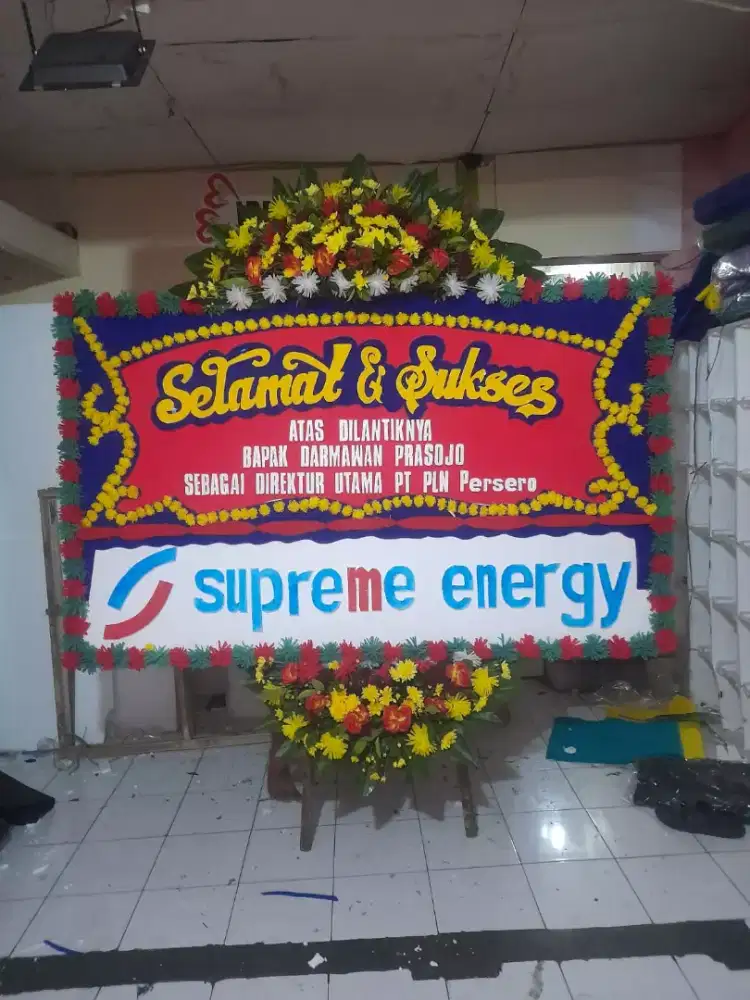 Selamat & Sukses
ATAS DILANTIKNYA
BAPAK DARMAWAN PRASOJO
SEBAGAI DIREKTUR UTAMA PT PLN Persero
supreme energy